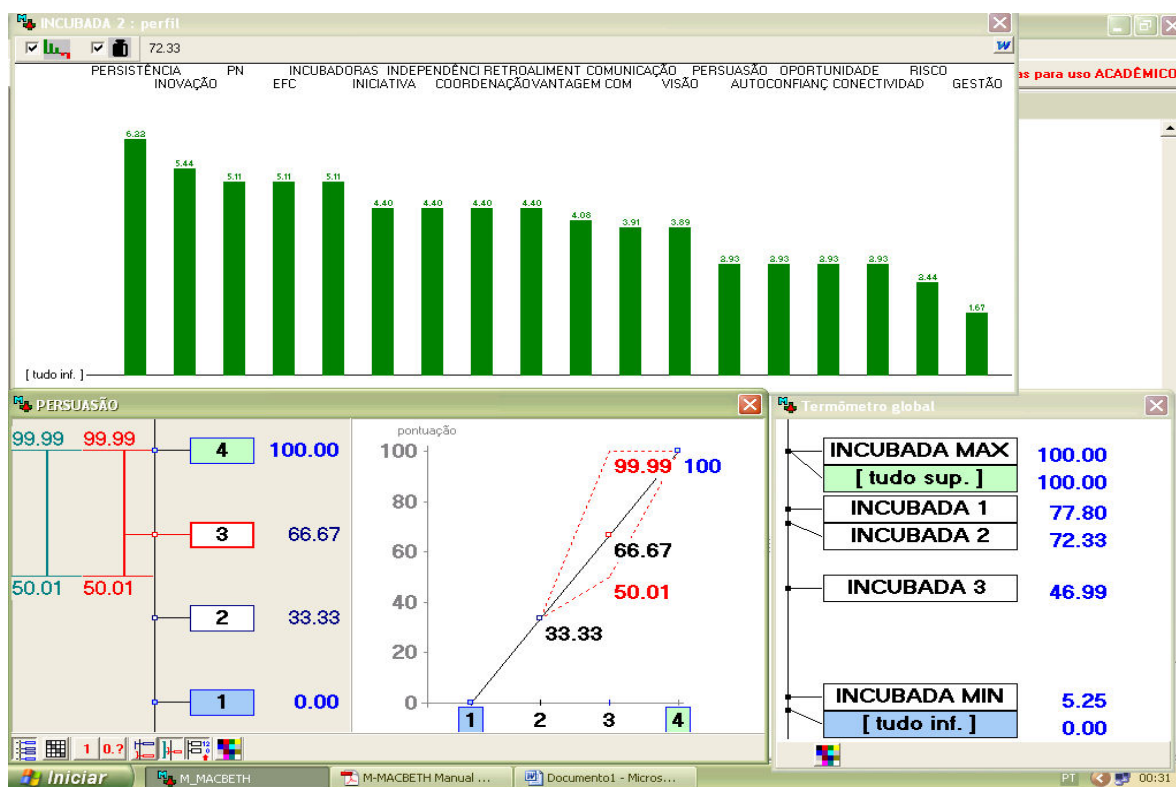 INCUBADA 2 : perfil
72.33
as para uso ACADÊMICO
PERSISTÊNCIA PN INCUBADORAS INDEPENDÊNCI RETROALIMENT COMUNICAÇÃO PERSUASÃO OPORTUNIDADE RISCO
INOVAÇÃO EFC INICIATIVA COORDENAÇÃO VANTAGEM COM VISÃO AUTOCONFIANÇ CONECTIVIDAD GESTÃO
6.22 5.44 5.11 5.11 5.11 4.40 4.40 4.40 4.40 4.08 3.91 3.89 2.93 2.93 2.93 2.93 2.44 1.67
[ tudo inf. ]
PERSUASÃO
99.99 99.99
4 100.00
3 66.67
50.01 50.01
2 33.33
1 0.00
pontuação
100
80
60
40
20
0
99.99 100
66.67
50.01
33.33
1 2 3 4
1 0.?
Termômetro global
INCUBADA MAX 100.00
[ tudo sup. ] 100.00
INCUBADA 1 77.80
INCUBADA 2 72.33
INCUBADA 3 46.99
INCUBADA MIN 5.25
[ tudo inf. ] 0.00
Iniciar M_MACBETH M-MACBETH Manual ... Documento1 - Micros... PT 00:31